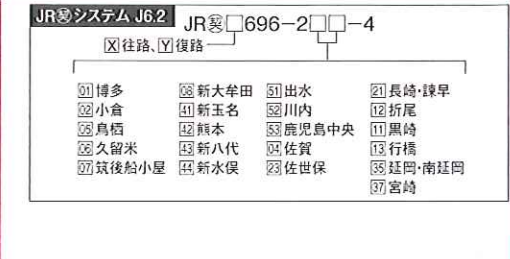 JR㊫システム J6.2
JR㊫□696-2□□-4
X往路、Y復路
01博多 08新大牟田 51出水 21長崎・諫早
02小倉 41新玉名 52川内 12折尾
05鳥栖 42熊本 53鹿児島中央 11黒崎
06久留米 43新八代 04佐賀 13行橋
07筑後船小屋 44新水俣 23佐世保 35延岡・南延岡
37宮崎